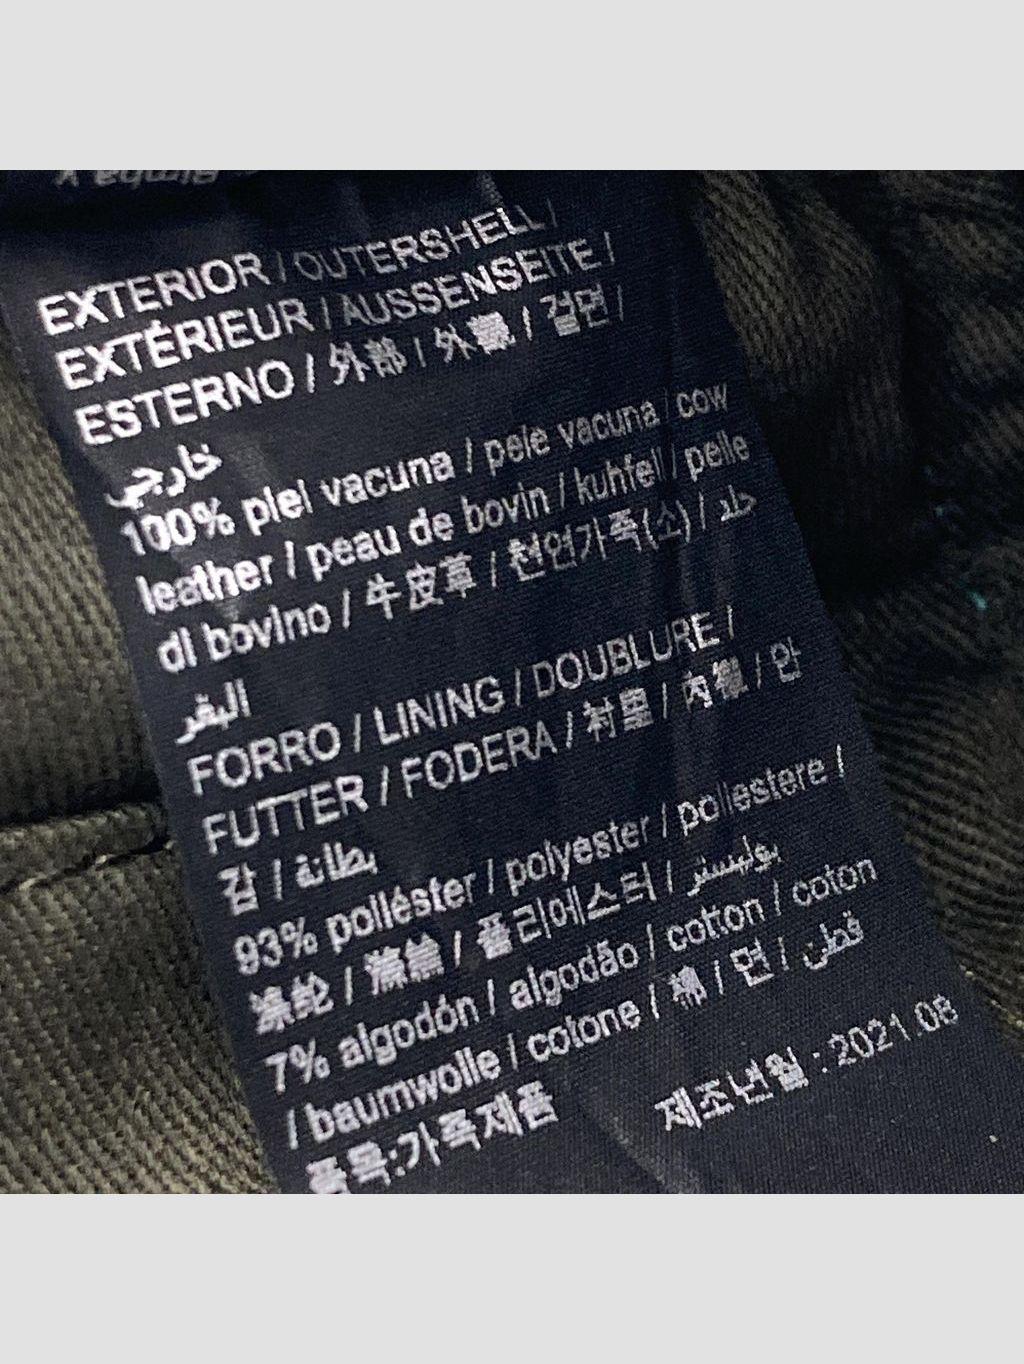 EXTERIOR / OUTERSHELL /
EXTÉRIEUR / AUSSENSEITE /
ESTERNO / 外部 / 外観 / 겉면 /
خارجي
100% piel vacuna / pele vacuna / cow
leather / peau de bovin / kuhfell / pelle
di bovino / 牛皮革 / 천연가죽(소) / جلد
البقر
FORRO / LINING / DOUBLURE /
FUTTER / FODERA / 衬里 / 內裡 / 안
감 / بطانة
93% poliéster / polyester / poliestere /
涤纶 / 滌綸 / 폴리에스터 / بوليستر
7% algodón / algodão / cotton / coton
/ baumwolle / cotone / 棉 / 면 / قطن
품목:가죽제품
제조년월 : 2021.08